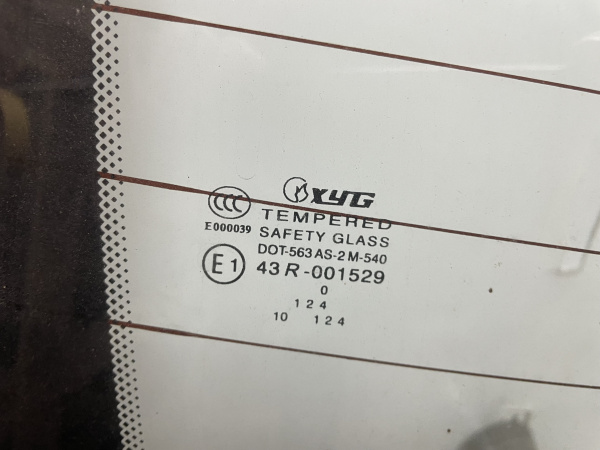 XYG
CCC
TEMPERED
E000039 SAFETY GLASS
DOT-563 AS-2 M-540
E1 43R-001529
0
1 2 4
10 1 2 4